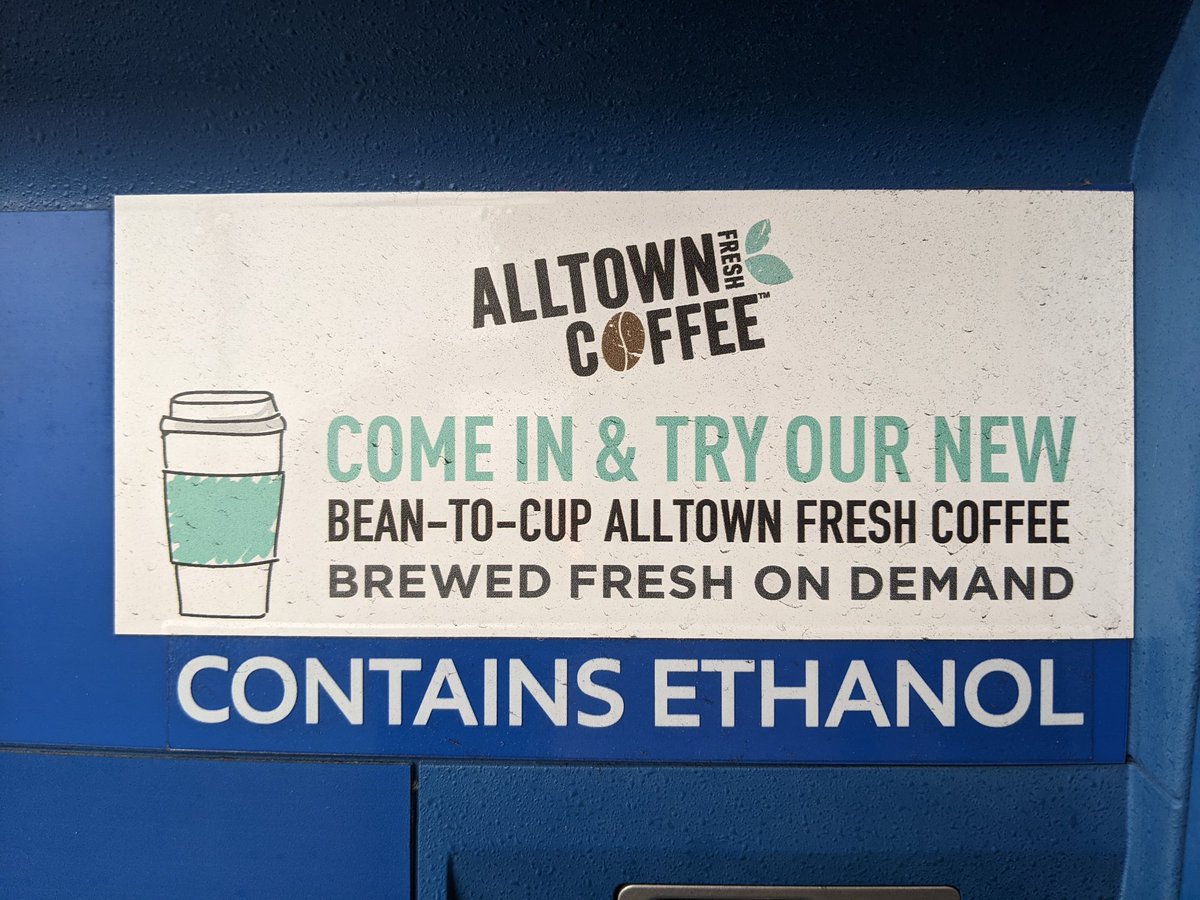 ALLTOWN FRESH
COFFEE™
COME IN & TRY OUR NEW
BEAN-TO-CUP ALLTOWN FRESH COFFEE
BREWED FRESH ON DEMAND
CONTAINS ETHANOL